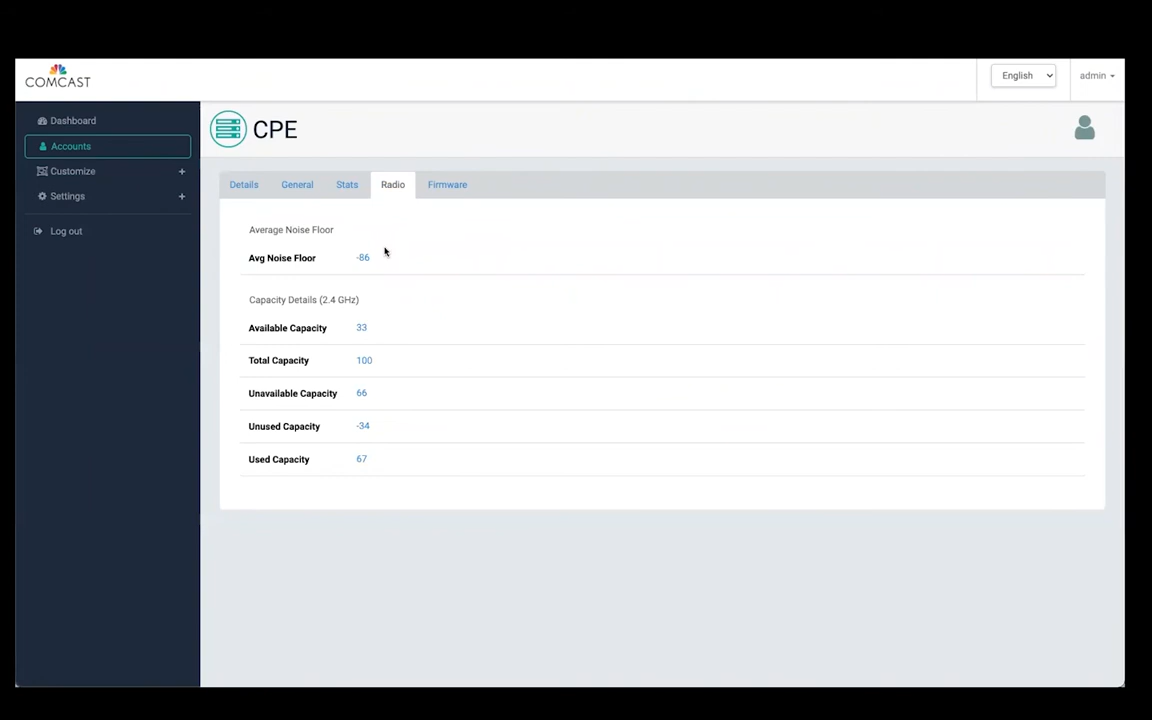 COMCAST
English
admin
Dashboard
Accounts
Customize +
Settings +
Log out
CPE
Details General Stats Radio Firmware
Average Noise Floor
Avg Noise Floor -86
Capacity Details (2.4 GHz)
Available Capacity 33
Total Capacity 100
Unavailable Capacity 66
Unused Capacity -34
Used Capacity 67